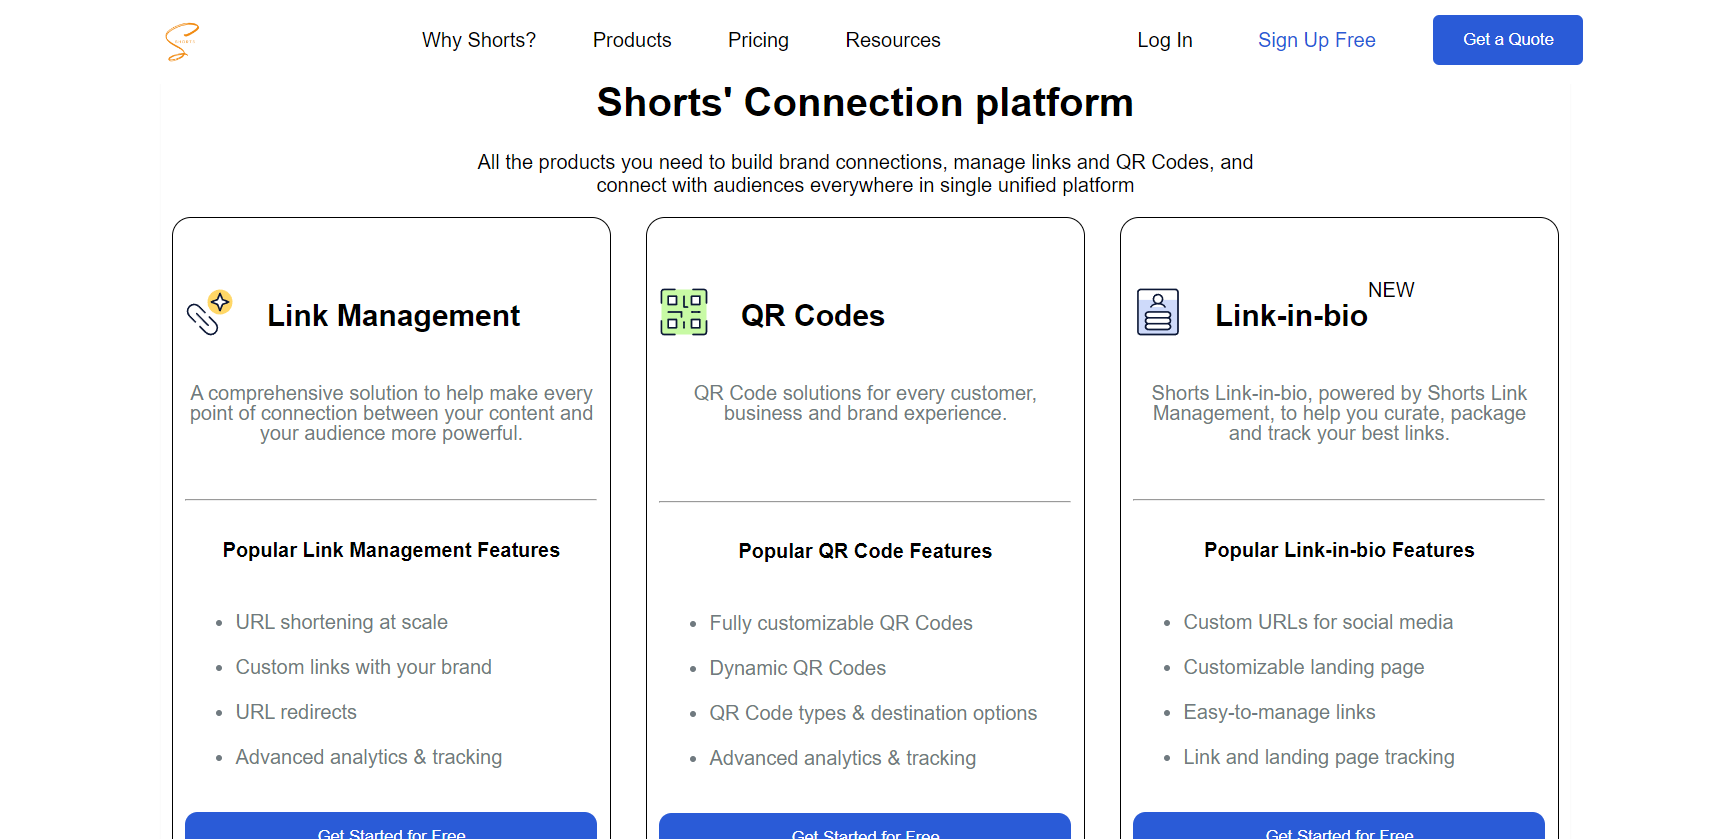 Why Shorts?
Products
Pricing
Resources
Log In
Sign Up Free
Get a Quote
Shorts' Connection platform
All the products you need to build brand connections, manage links and QR Codes, and
connect with audiences everywhere in single unified platform
Link Management
A comprehensive solution to help make every
point of connection between your content and
your audience more powerful.
Popular Link Management Features
URL shortening at scale
Custom links with your brand
URL redirects
Advanced analytics & tracking
Get Started for Free
QR Codes
QR Code solutions for every customer,
business and brand experience.
Popular QR Code Features
Fully customizable QR Codes
Dynamic QR Codes
QR Code types & destination options
Advanced analytics & tracking
Get Started for Free
Link-in-bio NEW
Shorts Link-in-bio, powered by Shorts Link
Management, to help you curate, package
and track your best links.
Popular Link-in-bio Features
Custom URLs for social media
Customizable landing page
Easy-to-manage links
Link and landing page tracking
Get Started for Free